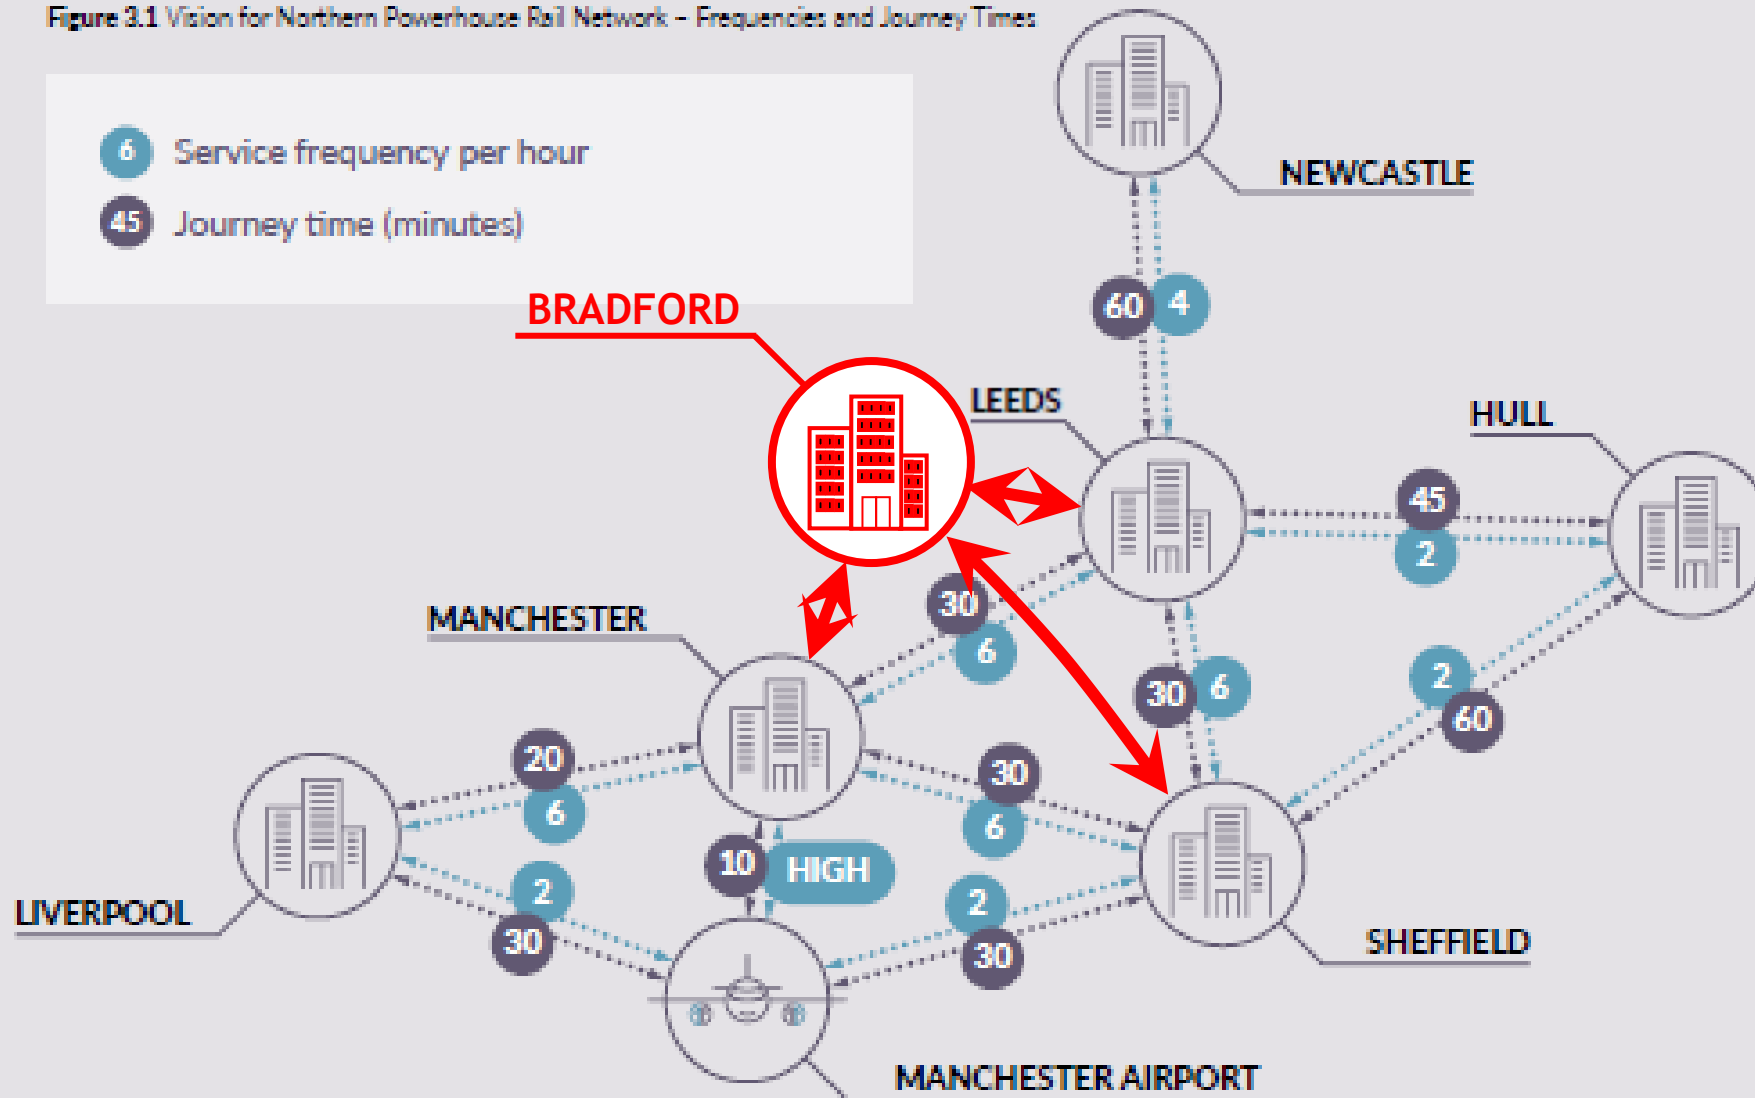 Figure 3.1 Vision for Northern Powerhouse Rail Network – Frequencies and Journey Times
6 Service frequency per hour
45 Journey time (minutes)
NEWCASTLE
BRADFORD
60 4
LEEDS
HULL
45
2
30
6
MANCHESTER
30 6
2
60
20
6
30
6
10 HIGH
2
30
2
30
LIVERPOOL
SHEFFIELD
MANCHESTER AIRPORT